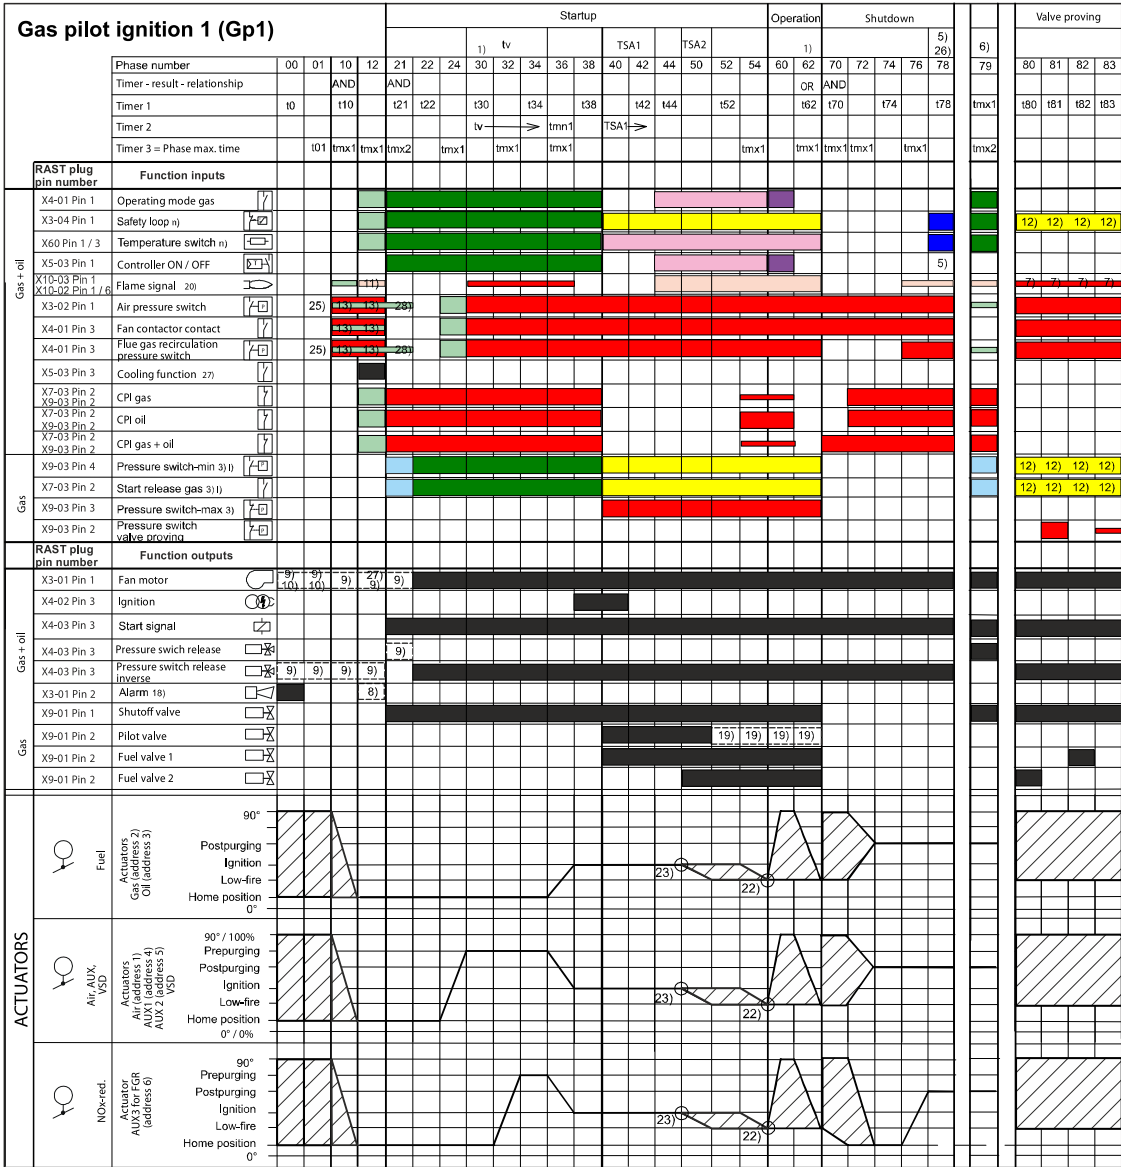 Gas pilot ignition 1 (Gp1)
Startup Operation Shutdown Valve proving
1) tv TSA1 TSA2 1) 5) 26) 6)
Phase number 00 01 10 12 21 22 24 30 32 34 36 38 40 42 44 50 52 54 60 62 70 72 74 76 78 79 80 81 82 83
Timer - result - relationship AND AND OR AND
Timer 1 t0 t10 t21 t22 t30 t34 t38 t42 t44 t52 t62 t70 t74 t78 tmx1 t80 t81 t82 t83
Timer 2 tv tmn1 TSA1
Timer 3 = Phase max. time t01 tmx1 tmx1 tmx2 tmx1 tmx1 tmx1 tmx1 tmx1 tmx1 tmx1 tmx1 tmx2
RAST plug
pin number Function inputs
Gas + oil
X4-01 Pin 1 Operating mode gas
X3-04 Pin 1 Safety loop n) 12) 12) 12) 12)
X60 Pin 1 / 3 Temperature switch n)
X5-03 Pin 1 Controller ON / OFF 5)
X10-03 Pin 1
X10-02 Pin 1 / 6 Flame signal 20) 11) 7) 7) 7) 7)
X3-02 Pin 1 Air pressure switch 25) 13) 13) 28)
X4-01 Pin 3 Fan contactor contact 13) 13)
X4-01 Pin 3 Flue gas recirculation
pressure switch 25) 13) 13) 28)
X5-03 Pin 3 Cooling function 27)
X7-03 Pin 2
X9-03 Pin 2 CPI gas
X7-03 Pin 2
X9-03 Pin 2 CPI oil
X7-03 Pin 2
X9-03 Pin 2 CPI gas + oil
Gas
X9-03 Pin 4 Pressure switch-min 3) l) 12) 12) 12) 12)
X7-03 Pin 2 Start release gas 3) l) 12) 12) 12) 12)
X9-03 Pin 3 Pressure switch-max 3)
X9-03 Pin 2 Pressure switch
valve proving
RAST plug
pin number Function outputs
Gas + oil
X3-01 Pin 1 Fan motor 9) 10) 9) 10) 9) 27) 9) 9)
X4-02 Pin 3 Ignition
X4-03 Pin 3 Start signal
X4-03 Pin 3 Pressure swich release 9)
X4-03 Pin 3 Pressure switch release
inverse 9) 9) 9) 9)
X3-01 Pin 2 Alarm 18) 8)
Gas
X9-01 Pin 1 Shutoff valve
X9-01 Pin 2 Pilot valve 19) 19) 19) 19)
X9-01 Pin 2 Fuel valve 1
X9-01 Pin 2 Fuel valve 2
ACTUATORS
Fuel
Actuators
Gas (address 2)
Oil (address 3)
90°
Postpurging
Ignition
Low-fire
Home position
0°
23) 22)
Air, AUX,
VSD
Actuators
Air (address 1)
AUX1 (address 4)
AUX 2 (address 5)
VSD
90° / 100%
Prepurging
Postpurging
Ignition
Low-fire
Home position
0° / 0%
23) 22)
NOx-red.
Actuator
AUX3 for FGR
(address 6)
90°
Prepurging
Postpurging
Ignition
Low-fire
Home position
0°
23) 22)